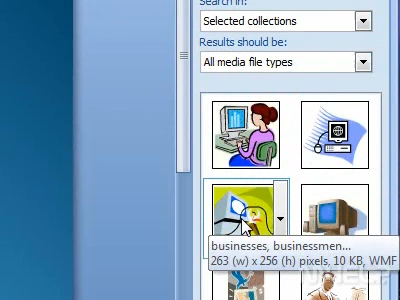 Search in:
Selected collections
Results should be:
All media file types
businesses, businessmen...
263 (w) x 256 (h) pixels, 10 KB, WMF